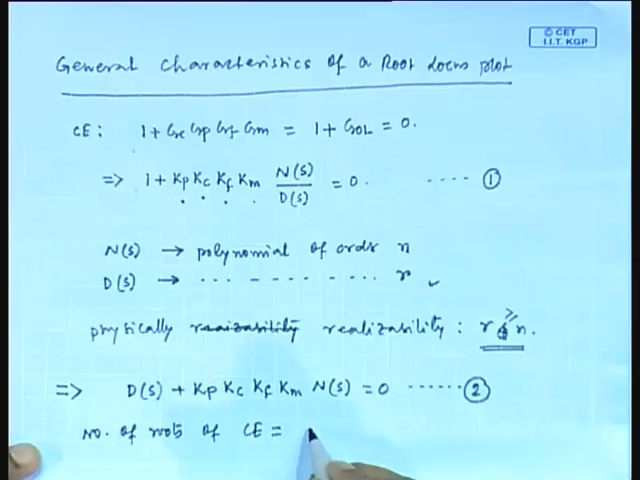 © CET
I.I.T. KGP
General Characteristics of a Root Locus plot
CE: 1 + Gc Gp Gf Gm = 1 + GOL = 0.
=> 1 + Kp Kc Kf Km N(s)/D(s) = 0. .... ①
N(s) → polynomial of order n
D(s) → .. - .. - .. - .. r ✓
physically realizability : r ≥ n.
=> D(s) + Kp Kc Kf Km N(s) = 0 ...... ②
No. of roots of CE =